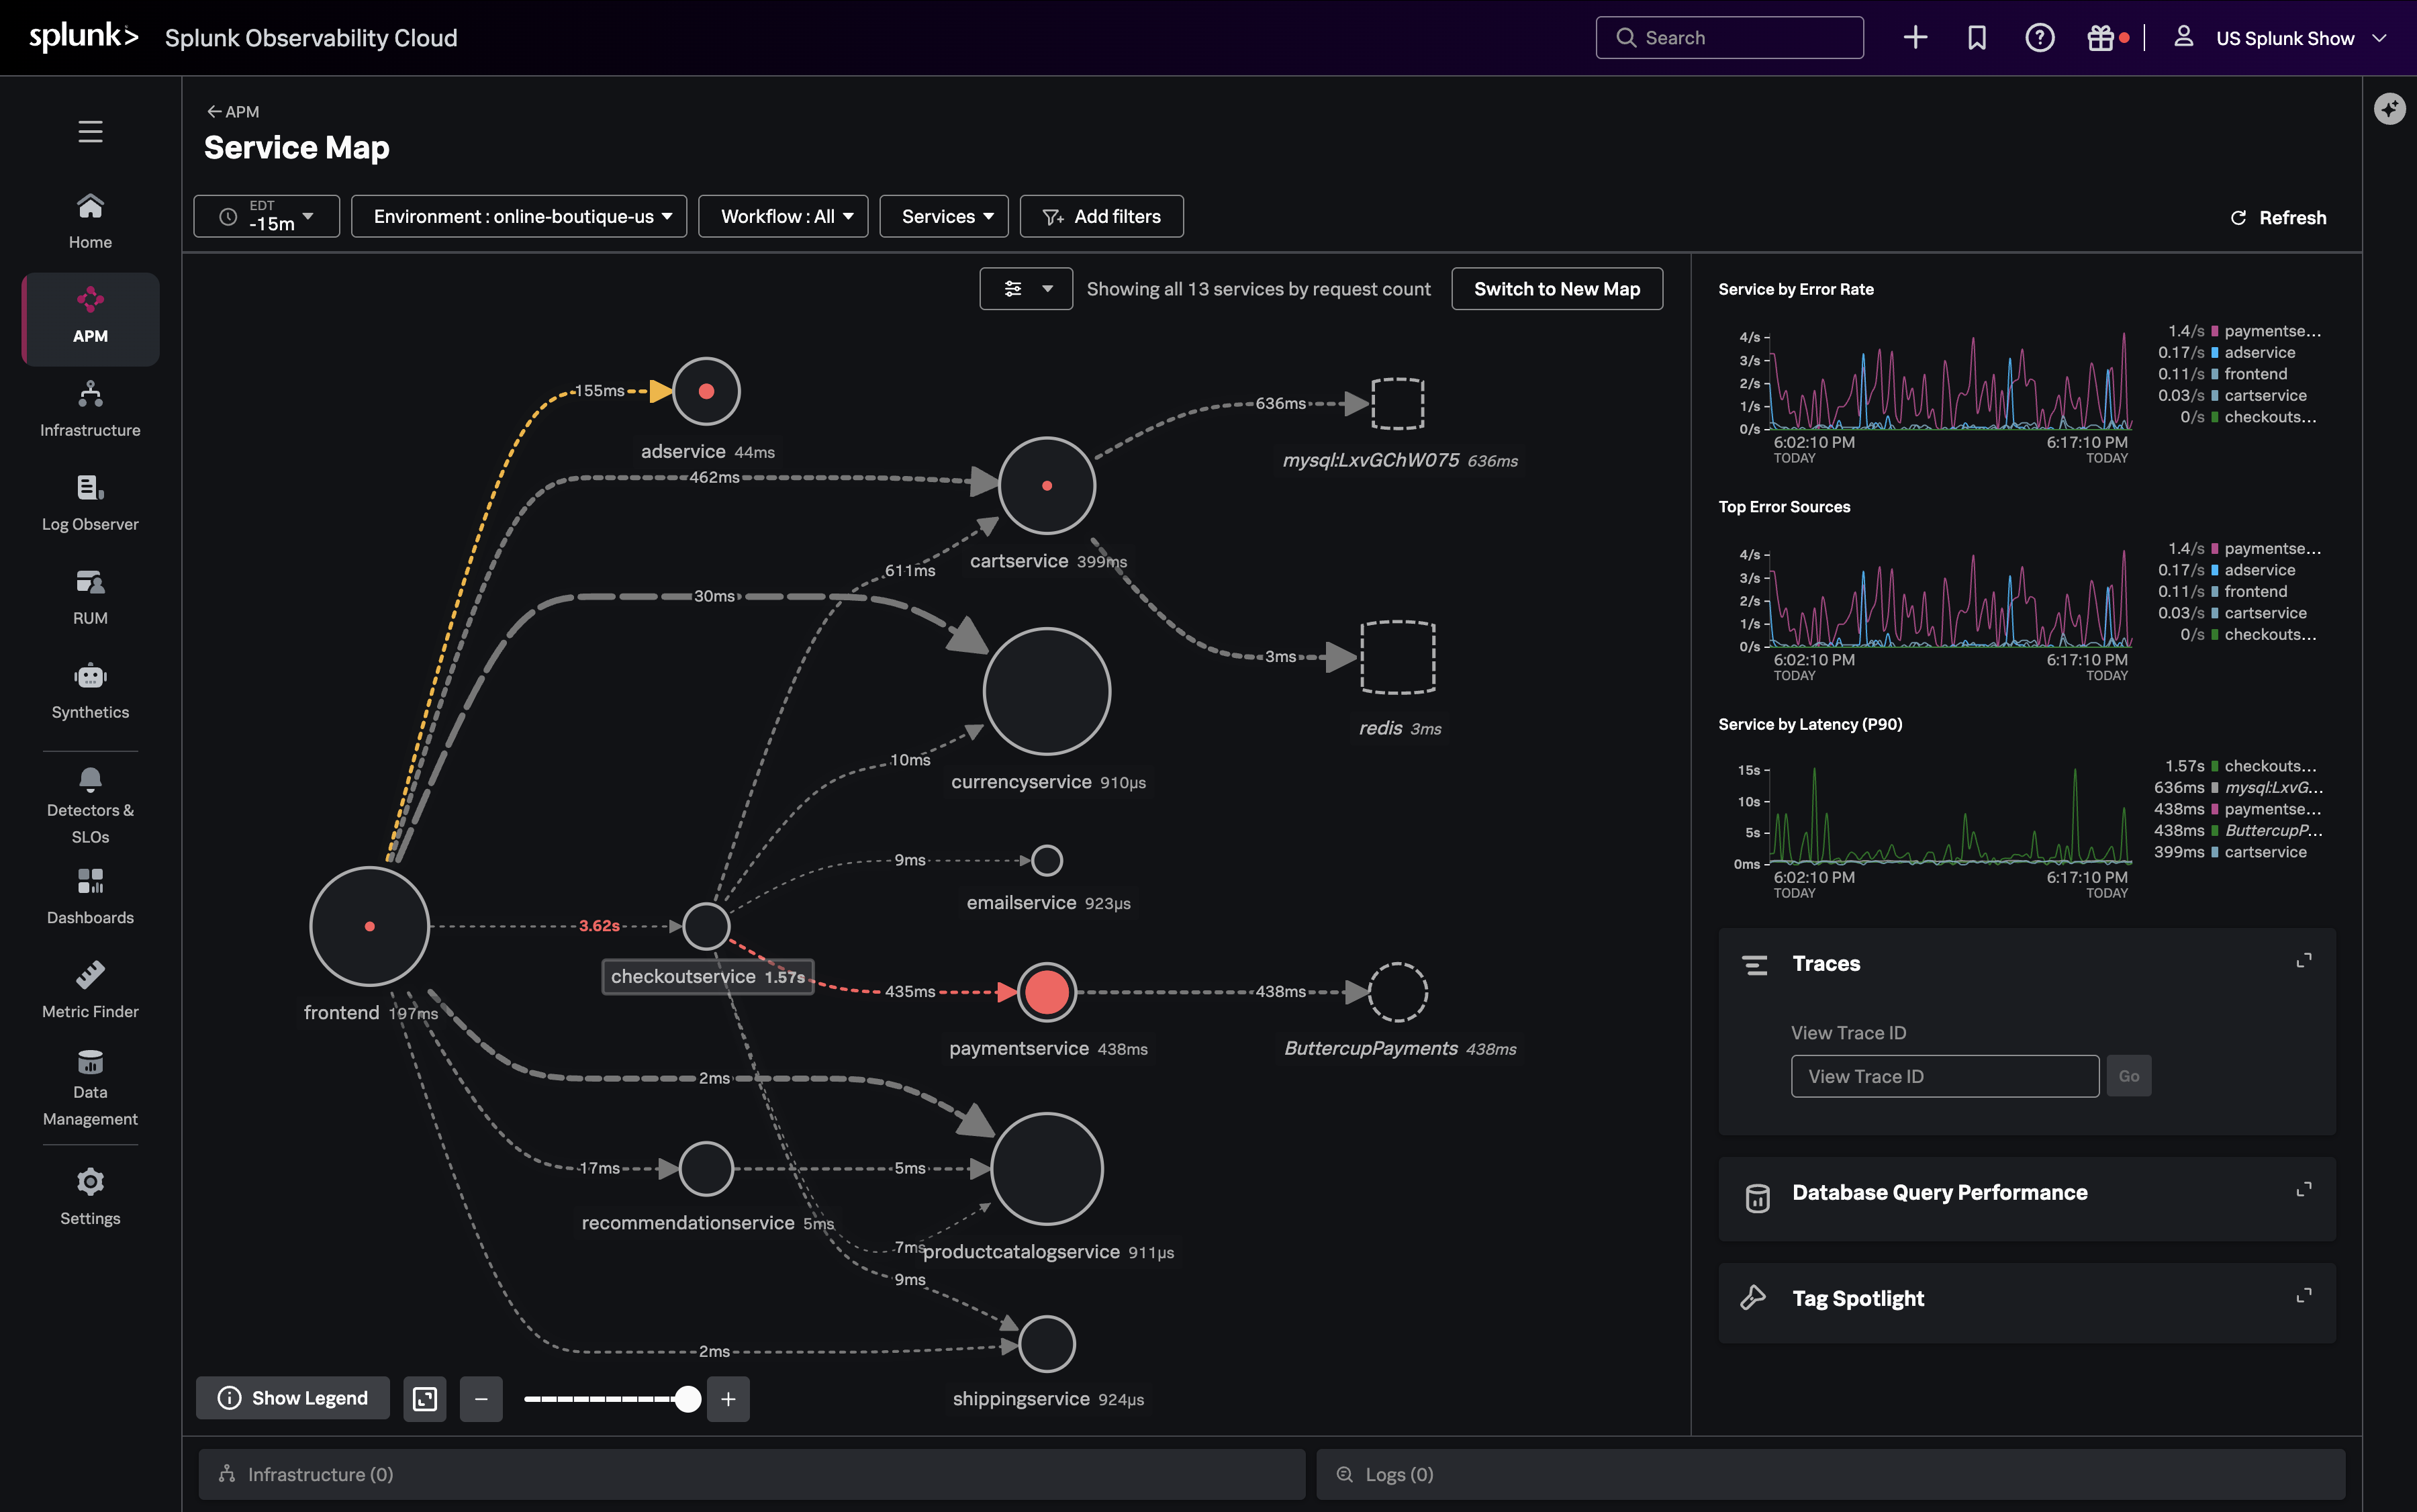 splunk>
Splunk Observability Cloud
Search
US Splunk Show
APM
Service Map
EDT
-15m
Environment : online-boutique-us
Workflow : All
Services
Add filters
Refresh
Home
APM
Infrastructure
Log Observer
RUM
Synthetics
Detectors &
SLOs
Dashboards
Metric Finder
Data
Management
Settings
Showing all 13 services by request count
Switch to New Map
155ms
adservice 44ms
462ms
636ms
mysql:LxvGChW075 636ms
cartservice 399ms
611ms
30ms
3ms
redis 3ms
10ms
currencyservice 910µs
9ms
emailservice 923µs
3.62s
checkoutservice 1.57s
435ms
438ms
frontend 197ms
paymentservice 438ms
ButtercupPayments 438ms
2ms
17ms
5ms
recommendationservice 5ms
7ms
productcatalogservice 911µs
9ms
2ms
shippingservice 924µs
Show Legend
Service by Error Rate
4/s
3/s
2/s
1/s
0/s
6:02:10 PM
TODAY
6:17:10 PM
TODAY
1.4/s paymentse...
0.17/s adservice
0.11/s frontend
0.03/s cartservice
0/s checkouts...
Top Error Sources
4/s
3/s
2/s
1/s
0/s
6:02:10 PM
TODAY
6:17:10 PM
TODAY
1.4/s paymentse...
0.17/s adservice
0.11/s frontend
0.03/s cartservice
0/s checkouts...
Service by Latency (P90)
15s
10s
5s
0ms
6:02:10 PM
TODAY
6:17:10 PM
TODAY
1.57s checkouts...
636ms mysql:LxvG...
438ms paymentse...
438ms ButtercupP...
399ms cartservice
Traces
View Trace ID
View Trace ID
Go
Database Query Performance
Tag Spotlight
Infrastructure (0)
Logs (0)